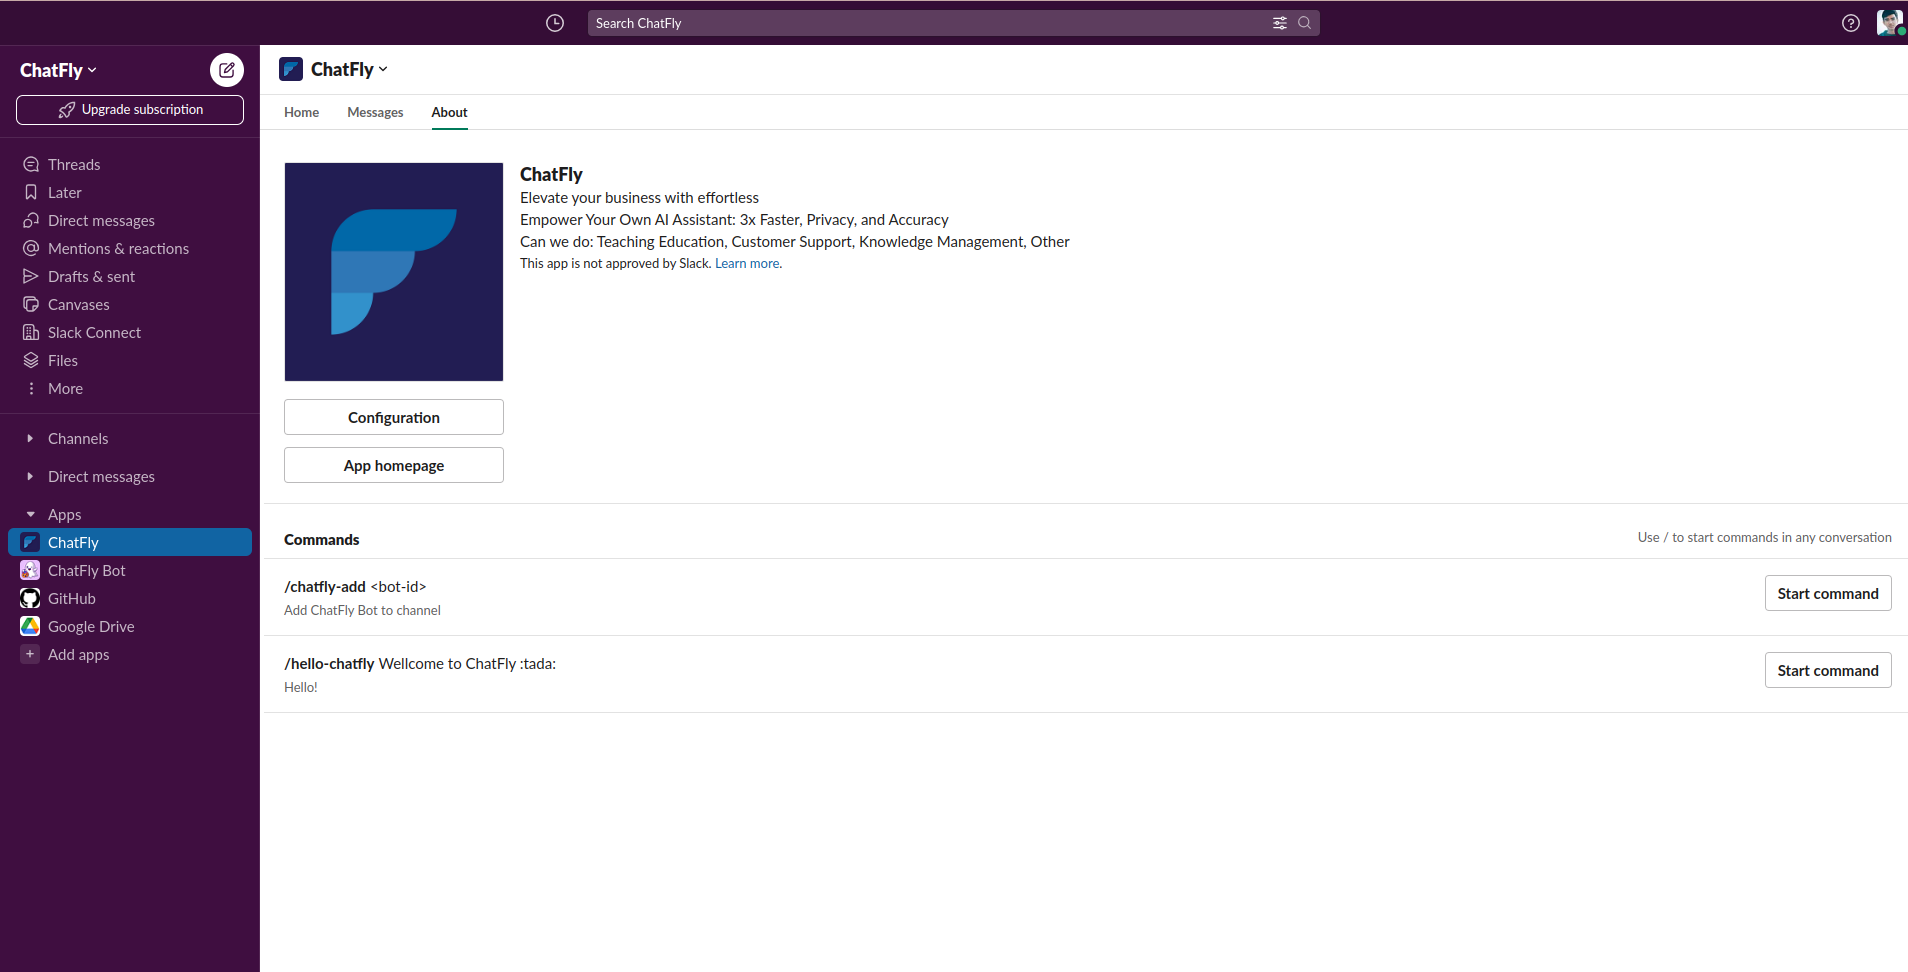 Search ChatFly
ChatFly
Upgrade subscription
Threads
Later
Direct messages
Mentions & reactions
Drafts & sent
Canvases
Slack Connect
Files
More
Channels
Direct messages
Apps
ChatFly
ChatFly Bot
GitHub
Google Drive
Add apps
ChatFly
Home Messages About
ChatFly
Elevate your business with effortless
Empower Your Own AI Assistant: 3x Faster, Privacy, and Accuracy
Can we do: Teaching Education, Customer Support, Knowledge Management, Other
This app is not approved by Slack. Learn more.
Configuration
App homepage
Commands
Use / to start commands in any conversation
/chatfly-add <bot-id>
Add ChatFly Bot to channel
Start command
/hello-chatfly Wellcome to ChatFly :tada:
Hello!
Start command